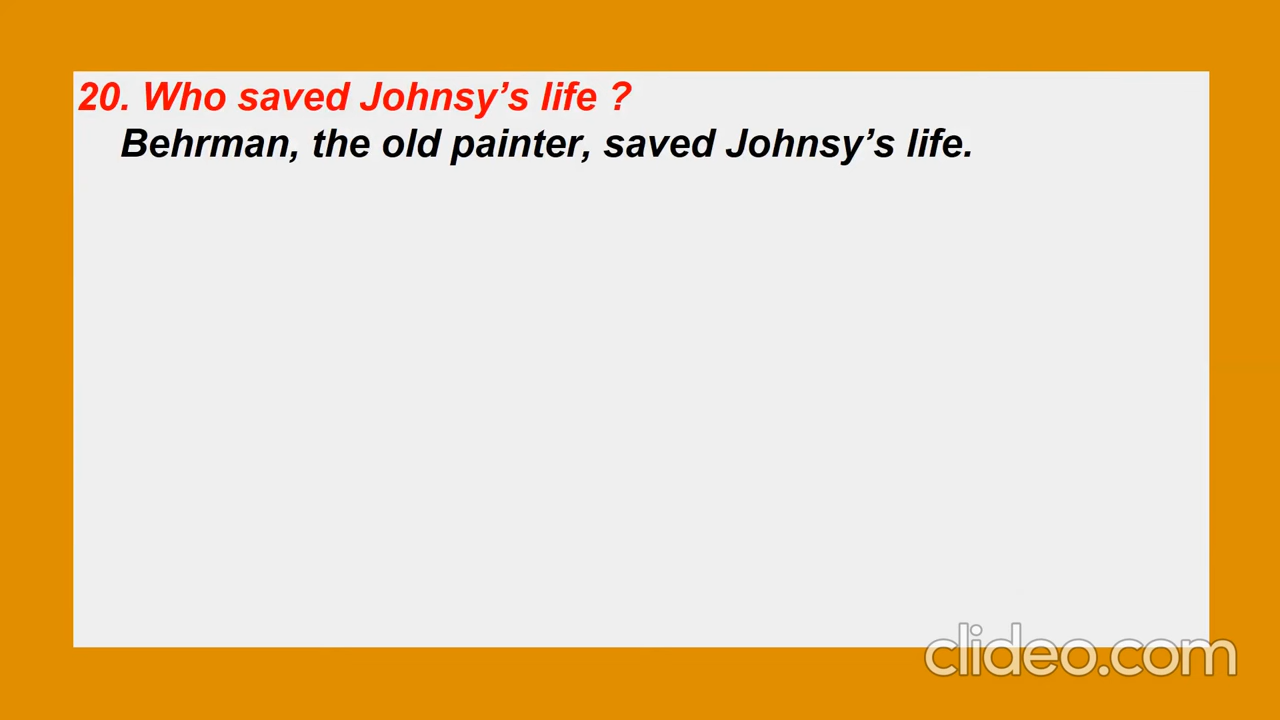 20. Who saved Johnsy’s life ?
Behrman, the old painter, saved Johnsy’s life.
clideo.com